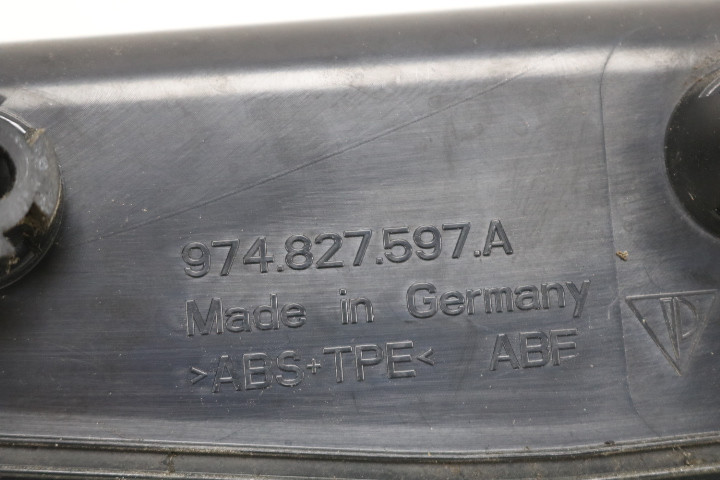 974.827.597.A
Made in Germany
>ABS+TPE< ABF